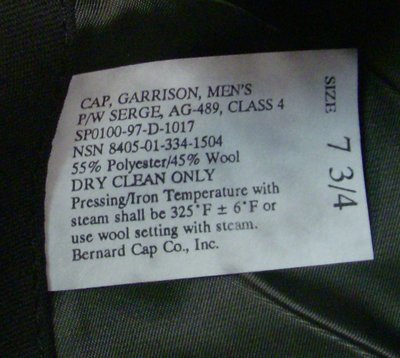 CAP, GARRISON, MEN'S
P/W SERGE, AG-489, CLASS 4
SP0100-97-D-1017
NSN 8405-01-334-1504
55% Polyester/45% Wool
DRY CLEAN ONLY
Pressing/Iron Temperature with
steam shall be 325°F ± 6°F or
use wool setting with steam.
Bernard Cap Co., Inc.
SIZE
7 3/4